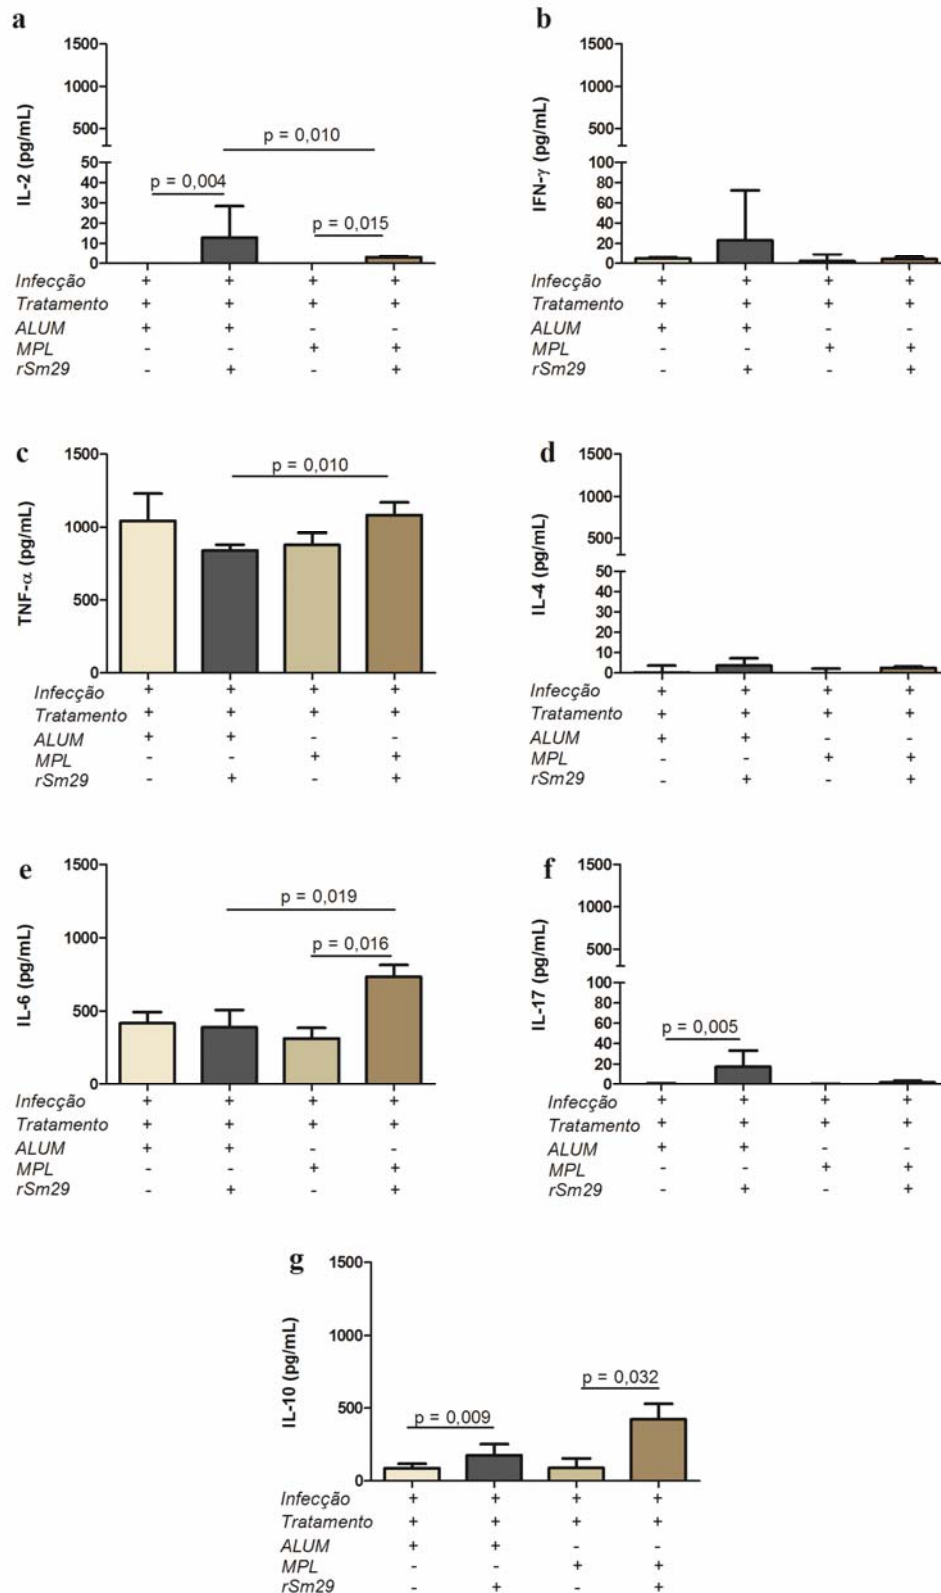 a
IL-2 (pg/mL)
1500
1000
500
50
40
30
20
10
0
p = 0,004
p = 0,010
p = 0,015
Infecção + + + +
Tratamento + + + +
ALUM + + - -
MPL - - + +
rSm29 - + - +
b
IFN-γ (pg/mL)
1500
1000
500
100
80
60
40
20
0
Infecção + + + +
Tratamento + + + +
ALUM + + - -
MPL - - + +
rSm29 - + - +
c
TNF-α (pg/mL)
1500
1000
500
0
p = 0,010
Infecção + + + +
Tratamento + + + +
ALUM + + - -
MPL - - + +
rSm29 - + - +
d
IL-4 (pg/mL)
1500
1000
500
50
40
30
20
10
0
Infecção + + + +
Tratamento + + + +
ALUM + + - -
MPL - - + +
rSm29 - + - +
e
IL-6 (pg/mL)
1500
1000
500
0
p = 0,019
p = 0,016
Infecção + + + +
Tratamento + + + +
ALUM + + - -
MPL - - + +
rSm29 - + - +
f
IL-17 (pg/mL)
1500
1000
500
100
80
60
40
20
0
p = 0,005
Infecção + + + +
Tratamento + + + +
ALUM + + - -
MPL - - + +
rSm29 - + - +
g
IL-10 (pg/mL)
1500
1000
500
0
p = 0,009
p = 0,032
Infecção + + + +
Tratamento + + + +
ALUM + + - -
MPL - - + +
rSm29 - + - +